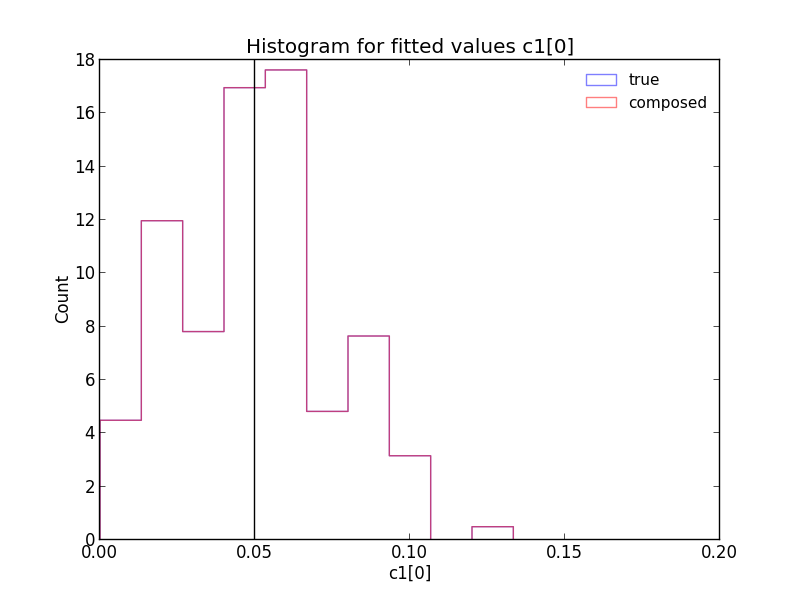 Histogram for fitted values c1[0]
true
composed
18
16
14
12
10
8
6
4
2
0
Count
0.00 0.05 0.10 0.15 0.20
c1[0]